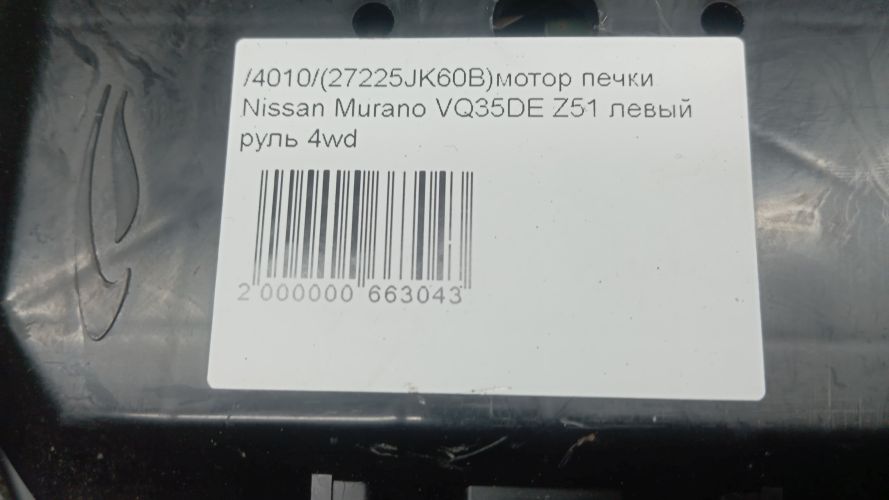 /4010/(27225JK60B)мотор печки
Nissan Murano VQ35DE Z51 левый
руль 4wd
2 000000 663043